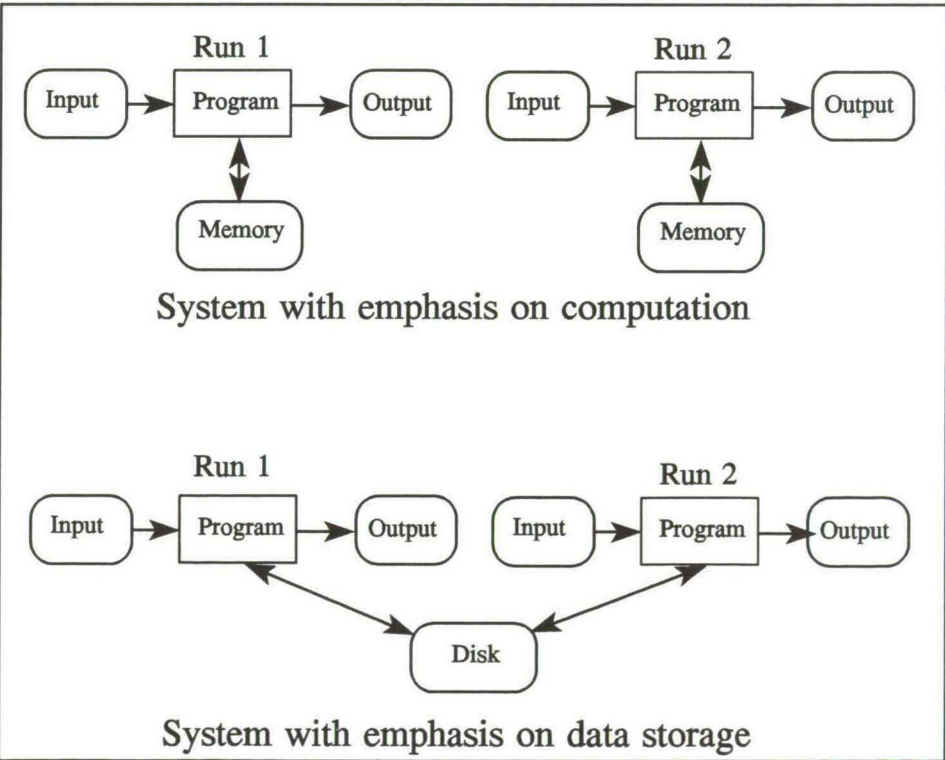 Run 1
Run 2
Input
Program
Output
Input
Program
Output
Memory
Memory
System with emphasis on computation
Run 1
Run 2
Input
Program
Output
Input
Program
Output
Disk
System with emphasis on data storage